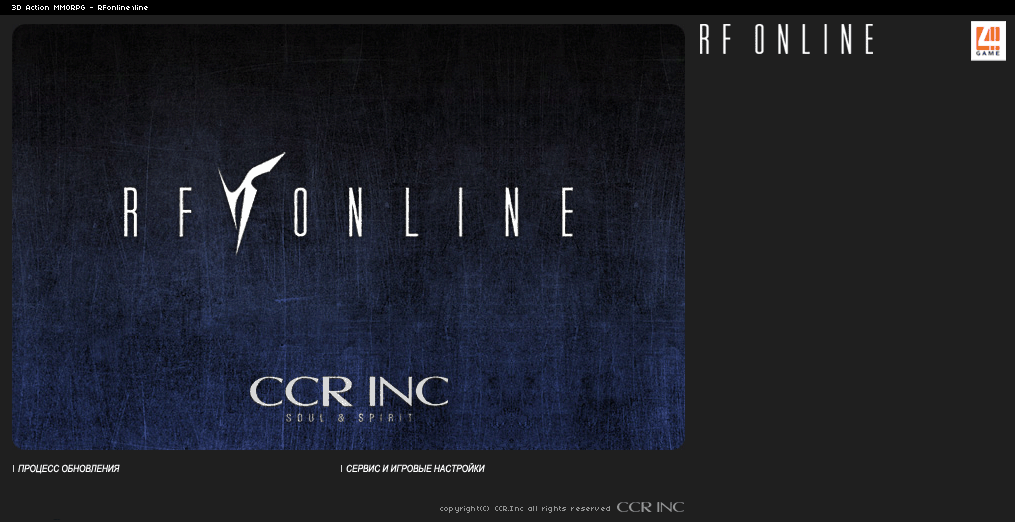 3D Action MMORPG - RFonline
RF ONLINE
4 GAME
RF ONLINE
CCR INC
SOUL & SPIRIT
| ПРОЦЕСС ОБНОВЛЕНИЯ
| СЕРВИС И ИГРОВЫЕ НАСТРОЙКИ
copyright(C) CCR.Inc all rights reserved CCR INC